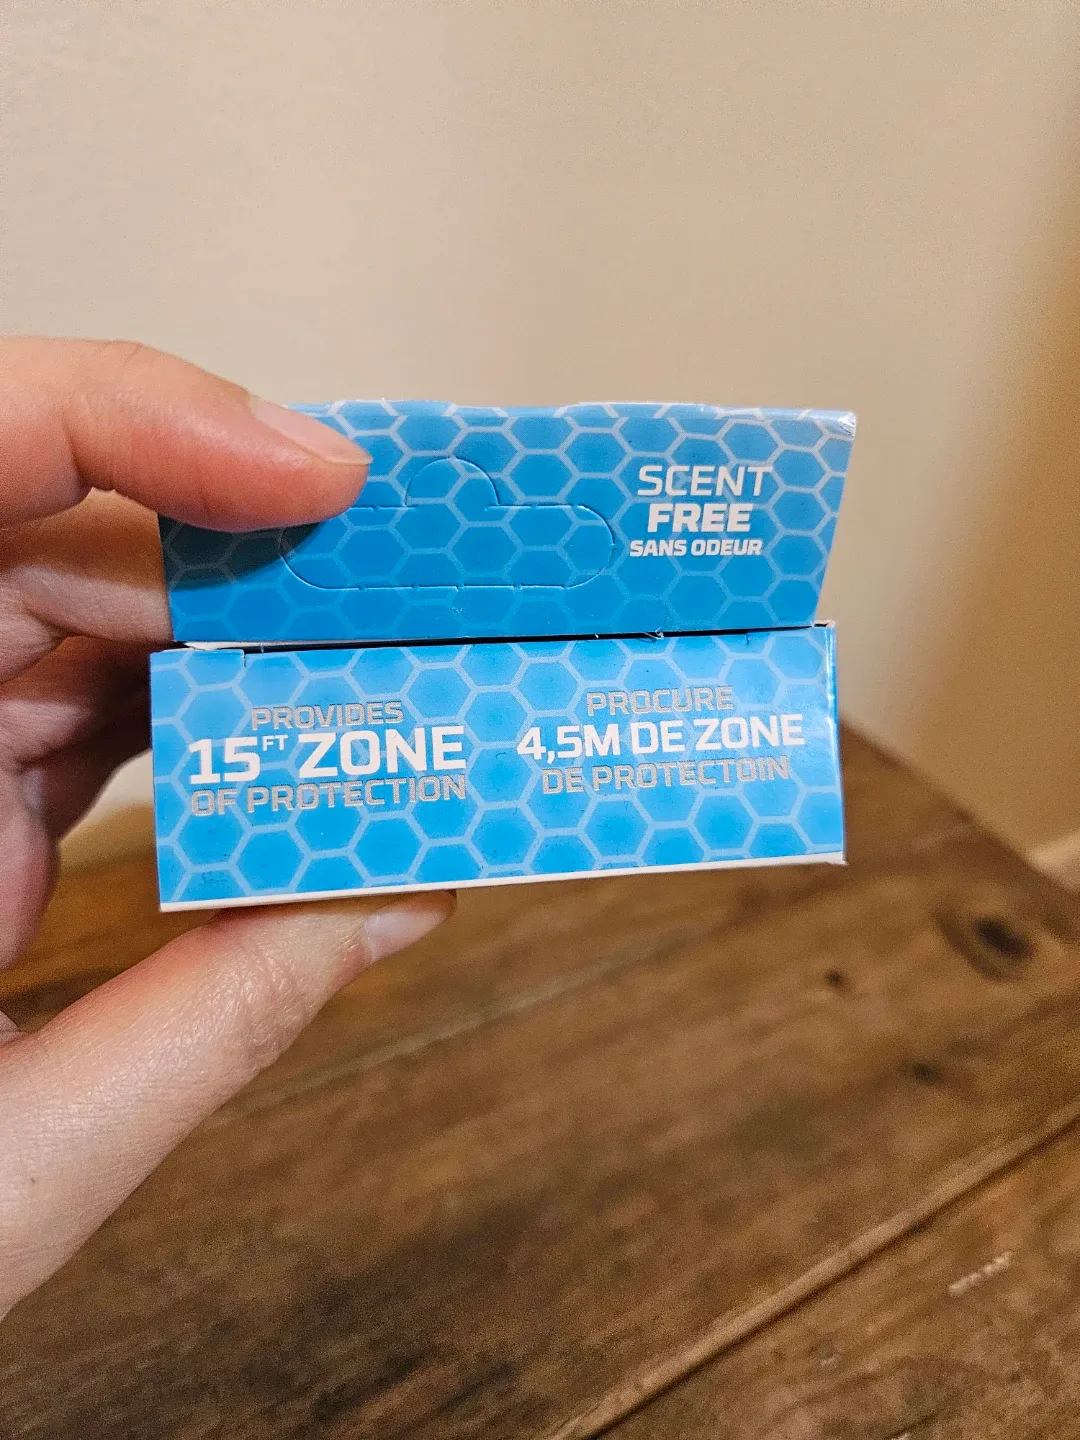 SCENT
FREE
SANS ODEUR
PROVIDES
15FT ZONE
OF PROTECTION
PROCURE
4,5M DE ZONE
DE PROTECTOIN